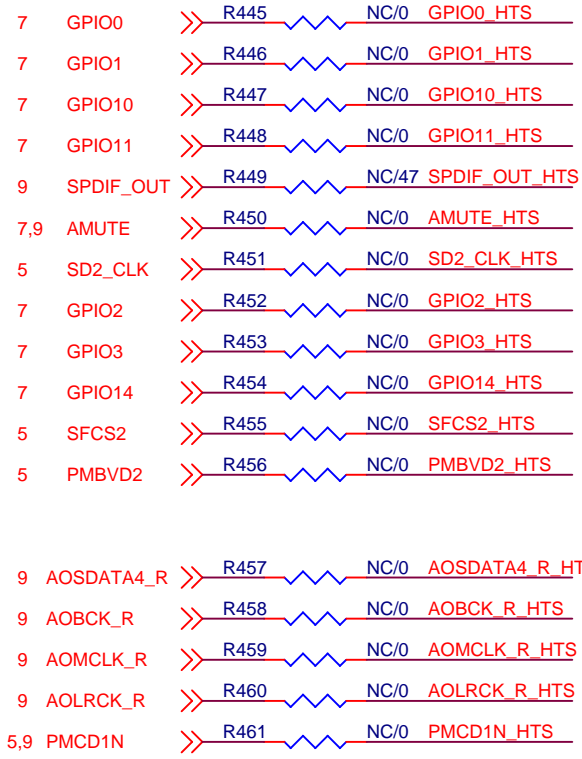 7 GPIO0 R445 NC/0 GPIO0_HTS
7 GPIO1 R446 NC/0 GPIO1_HTS
7 GPIO10 R447 NC/0 GPIO10_HTS
7 GPIO11 R448 NC/0 GPIO11_HTS
9 SPDIF_OUT R449 NC/47 SPDIF_OUT_HTS
7,9 AMUTE R450 NC/0 AMUTE_HTS
5 SD2_CLK R451 NC/0 SD2_CLK_HTS
7 GPIO2 R452 NC/0 GPIO2_HTS
7 GPIO3 R453 NC/0 GPIO3_HTS
7 GPIO14 R454 NC/0 GPIO14_HTS
5 SFCS2 R455 NC/0 SFCS2_HTS
5 PMBVD2 R456 NC/0 PMBVD2_HTS
9 AOSDATA4_R R457 NC/0 AOSDATA4_R_HT
9 AOBCK_R R458 NC/0 AOBCK_R_HTS
9 AOMCLK_R R459 NC/0 AOMCLK_R_HTS
9 AOLRCK_R R460 NC/0 AOLRCK_R_HTS
5,9 PMCD1N R461 NC/0 PMCD1N_HTS